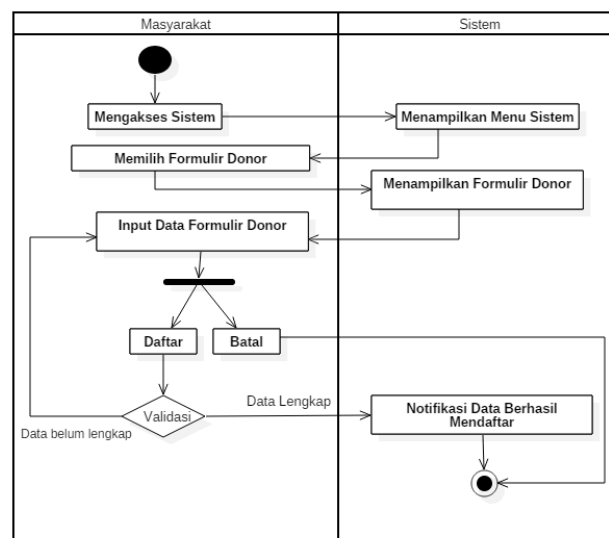 Masyarakat
Sistem
Mengakses Sistem
Menampilkan Menu Sistem
Memilih Formulir Donor
Menampilkan Formulir Donor
Input Data Formulir Donor
Daftar
Batal
Validasi
Data Lengkap
Notifikasi Data Berhasil
Mendaftar
Data belum lengkap